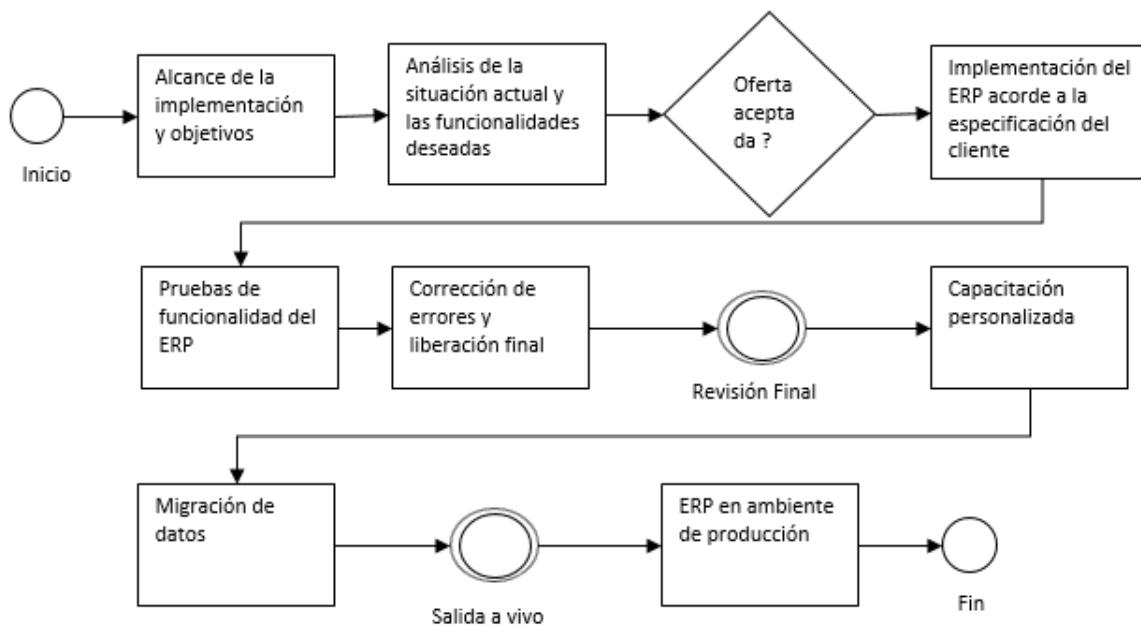 Inicio
Alcance de la
implementación
y objetivos
Análisis de la
situación actual y
las funcionalidades
deseadas
Oferta
acepta
da ?
Implementación del
ERP acorde a la
especificación del
cliente
Pruebas de
funcionalidad del
ERP
Corrección de
errores y
liberación final
Revisión Final
Capacitación
personalizada
Migración de
datos
Salida a vivo
ERP en ambiente
de producción
Fin